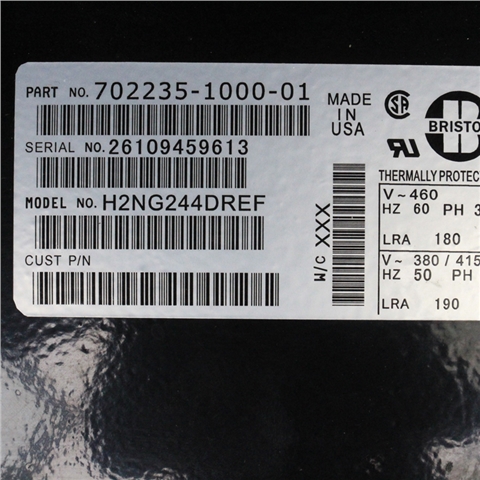 PART NO. 702235-1000-01
SERIAL NO. 26109459613
MODEL NO. H2NG244DREF
CUST P/N
MADE
IN
USA
W/C XXX
SA
BRISTO
THERMALLY PROTEC
V~ 460
HZ 60 PH 3
LRA 180
V~ 380 / 415
HZ 50 PH
LRA 190